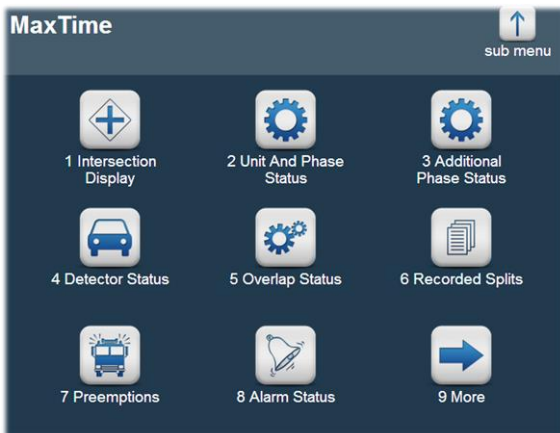 MaxTime
sub menu
1 Intersection
Display
2 Unit And Phase
Status
3 Additional
Phase Status
4 Detector Status
5 Overlap Status
6 Recorded Splits
7 Preemptions
8 Alarm Status
9 More